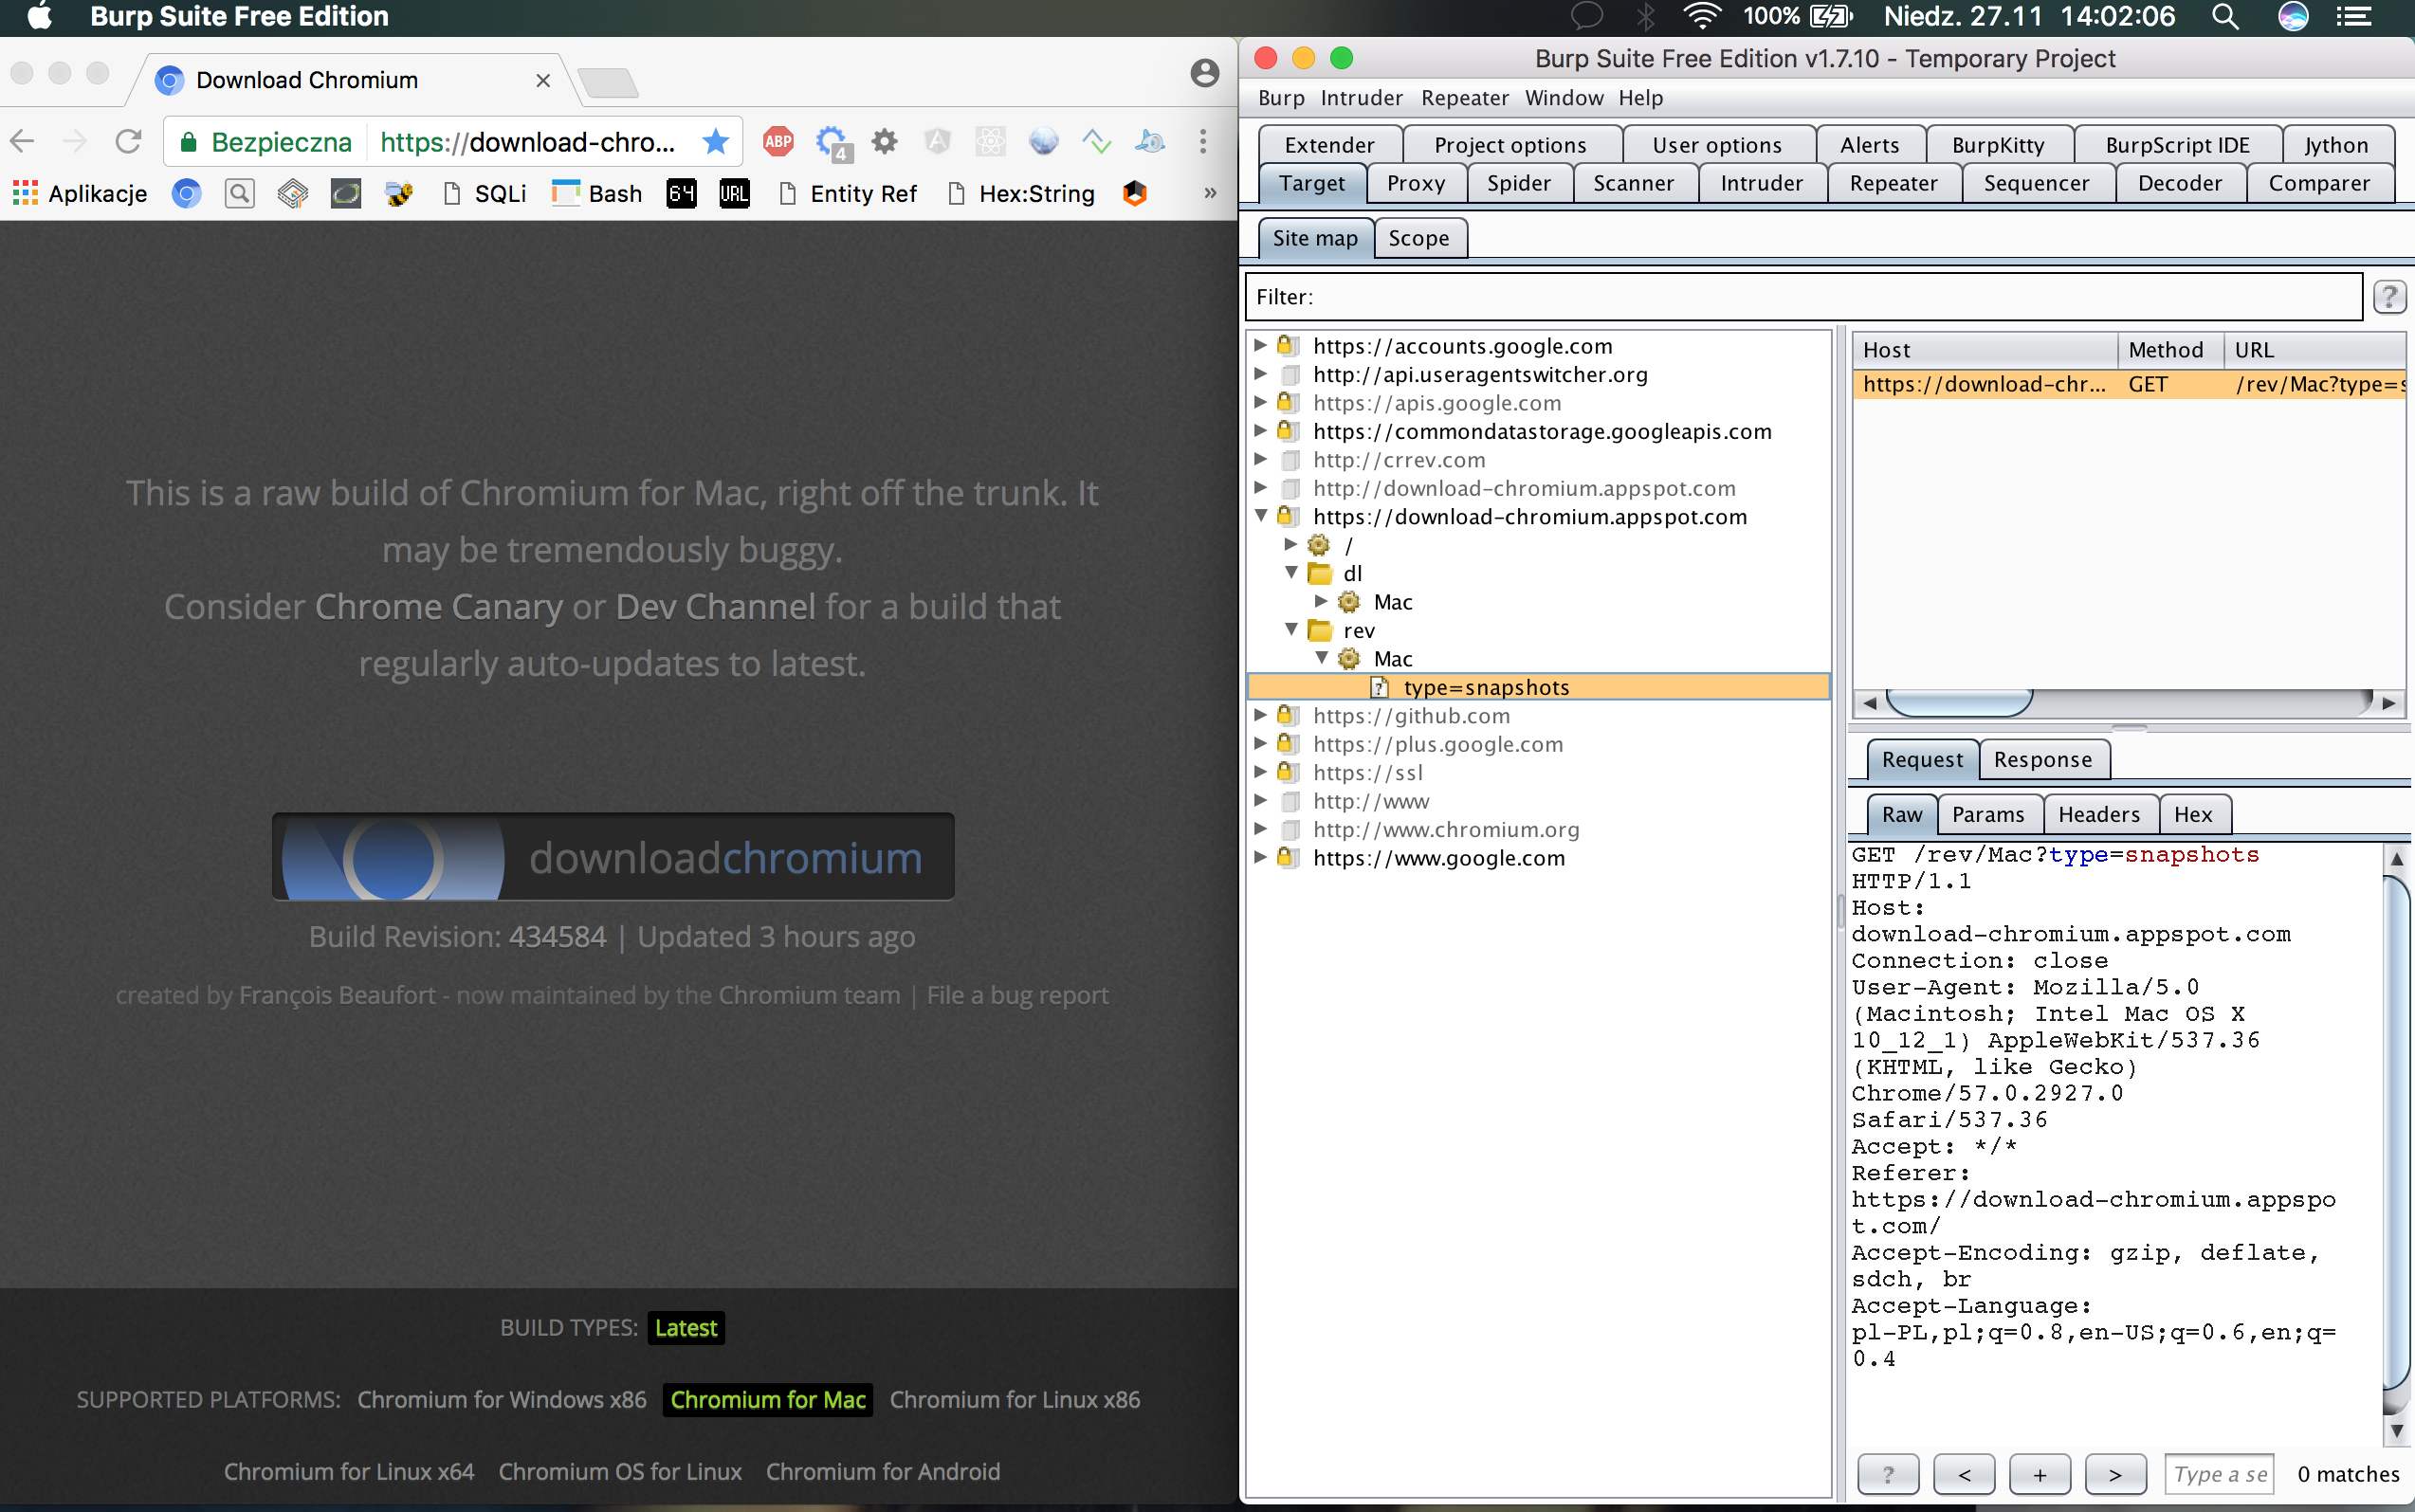 Burp Suite Free Edition
100%
Niedz. 27.11 14:02:06
Download Chromium
Bezpieczna
https://download-chro...
ABP
4
Aplikacje
SQLi
Bash
64
URL
Entity Ref
Hex:String
»
This is a raw build of Chromium for Mac, right off the trunk. It
may be tremendously buggy.
Consider Chrome Canary or Dev Channel for a build that
regularly auto-updates to latest.
downloadchromium
Build Revision: 434584 | Updated 3 hours ago
created by François Beaufort - now maintained by the Chromium team | File a bug report
BUILD TYPES: Latest
SUPPORTED PLATFORMS: Chromium for Windows x86 Chromium for Mac Chromium for Linux x86
Chromium for Linux x64 Chromium OS for Linux Chromium for Android
Burp Suite Free Edition v1.7.10 - Temporary Project
Burp Intruder Repeater Window Help
Extender Project options User options Alerts BurpKitty BurpScript IDE Jython
Target Proxy Spider Scanner Intruder Repeater Sequencer Decoder Comparer
Site map Scope
Filter:
?
https://accounts.google.com
http://api.useragentswitcher.org
https://apis.google.com
https://commondatastorage.googleapis.com
http://crrev.com
http://download-chromium.appspot.com
https://download-chromium.appspot.com
/
dl
Mac
rev
Mac
type=snapshots
https://github.com
https://plus.google.com
https://ssl
http://www
http://www.chromium.org
https://www.google.com
Host Method URL
https://download-chr... GET /rev/Mac?type=s
Request Response
Raw Params Headers Hex
GET /rev/Mac?type=snapshots
HTTP/1.1
Host:
download-chromium.appspot.com
Connection: close
User-Agent: Mozilla/5.0
(Macintosh; Intel Mac OS X
10_12_1) AppleWebKit/537.36
(KHTML, like Gecko)
Chrome/57.0.2927.0
Safari/537.36
Accept: */*
Referer:
https://download-chromium.appspo
t.com/
Accept-Encoding: gzip, deflate,
sdch, br
Accept-Language:
pl-PL,pl;q=0.8,en-US;q=0.6,en;q=
0.4
? < + > Type a se 0 matches